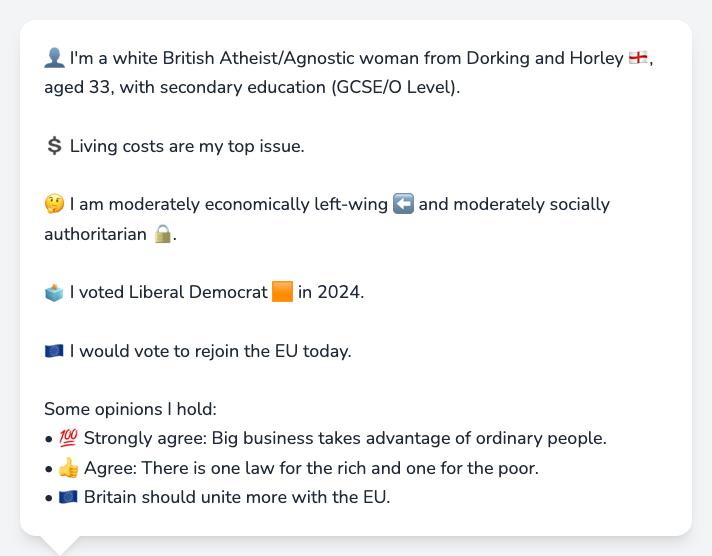 👤 I'm a white British Atheist/Agnostic woman from Dorking and Horley 🏴󠁧󠁢󠁥󠁮󠁧󠁿,
aged 33, with secondary education (GCSE/O Level).
💲 Living costs are my top issue.
🤔 I am moderately economically left-wing ⬅️ and moderately socially
authoritarian 🔒.
🗳️ I voted Liberal Democrat 🟧 in 2024.
🇪🇺 I would vote to rejoin the EU today.
Some opinions I hold:
• 💯 Strongly agree: Big business takes advantage of ordinary people.
• 👍 Agree: There is one law for the rich and one for the poor.
• 🇪🇺 Britain should unite more with the EU.